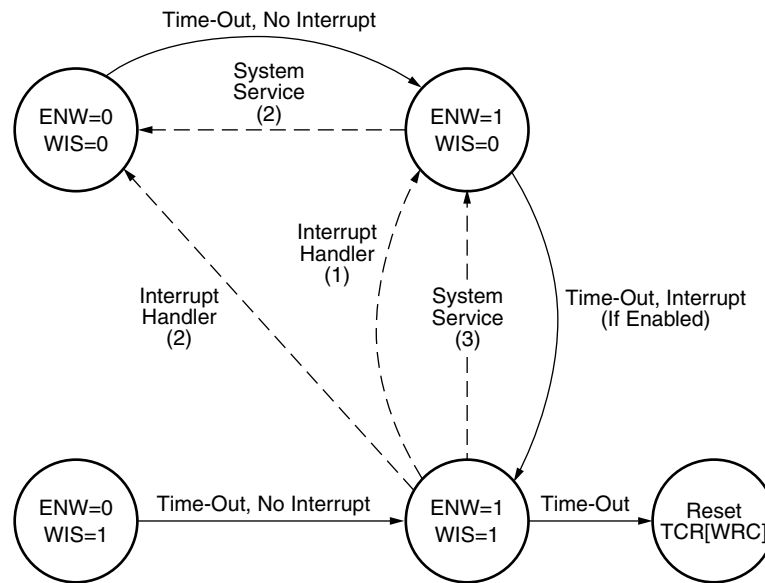 Time-Out, No Interrupt
System
Service
(2)
ENW=0
WIS=0
ENW=1
WIS=0
Interrupt
Handler
(1)
Interrupt
Handler
(2)
System
Service
(3)
Time-Out, Interrupt
(If Enabled)
ENW=0
WIS=1
Time-Out, No Interrupt
ENW=1
WIS=1
Time-Out
Reset
TCR[WRC]